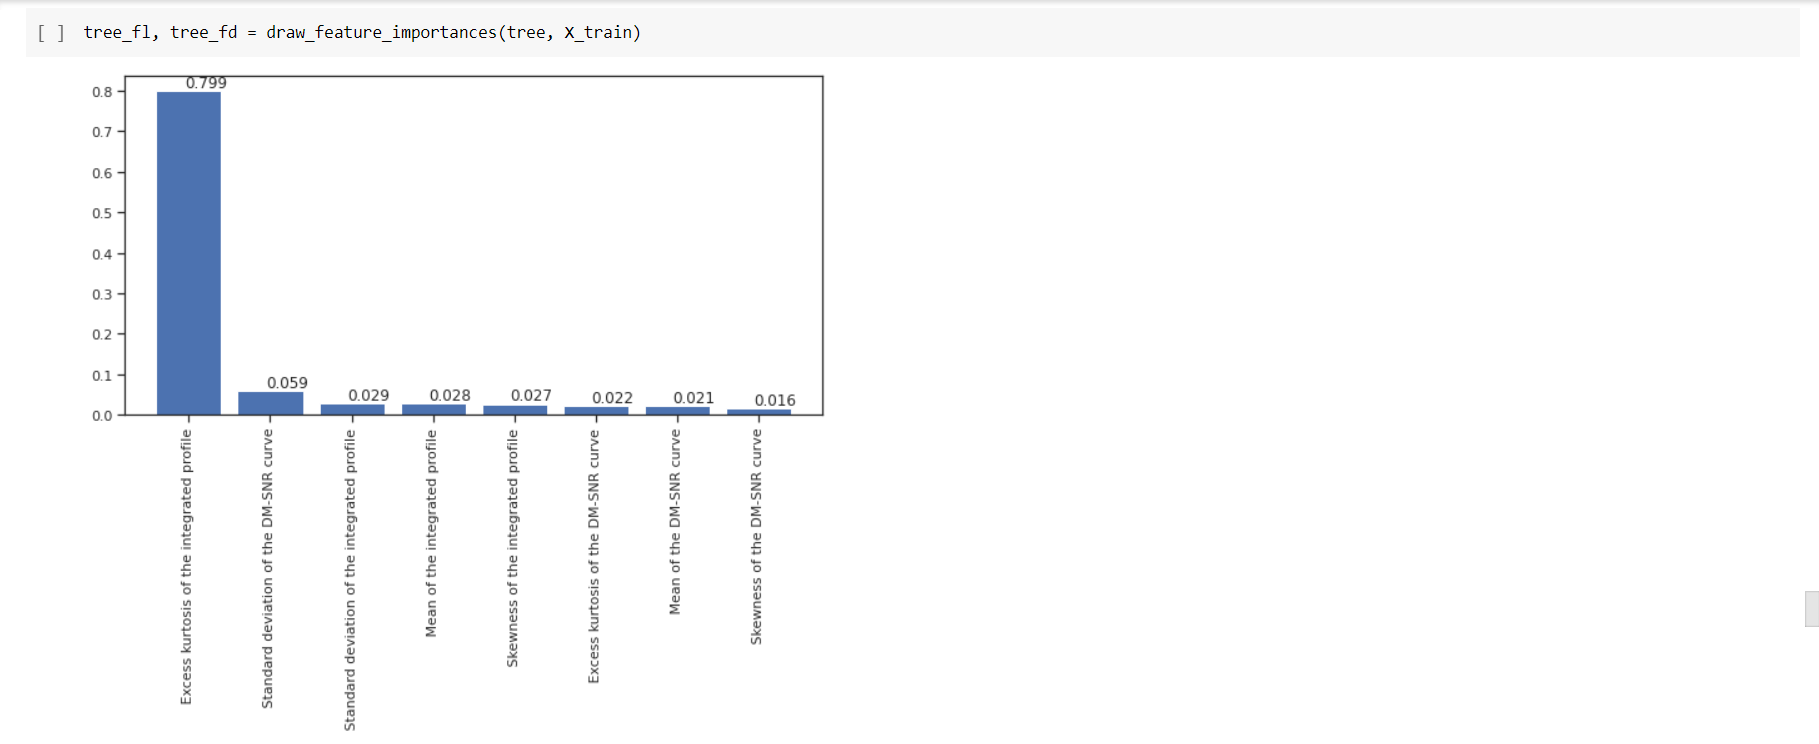 [ ] tree_fl, tree_fd = draw_feature_importances(tree, X_train)
0.8
0.7
0.6
0.5
0.4
0.3
0.2
0.1
0.0
0.799
0.059
0.029
0.028
0.027
0.022
0.021
0.016
Excess kurtosis of the integrated profile
Standard deviation of the DM-SNR curve
Standard deviation of the integrated profile
Mean of the integrated profile
Skewness of the integrated profile
Excess kurtosis of the DM-SNR curve
Mean of the DM-SNR curve
Skewness of the DM-SNR curve